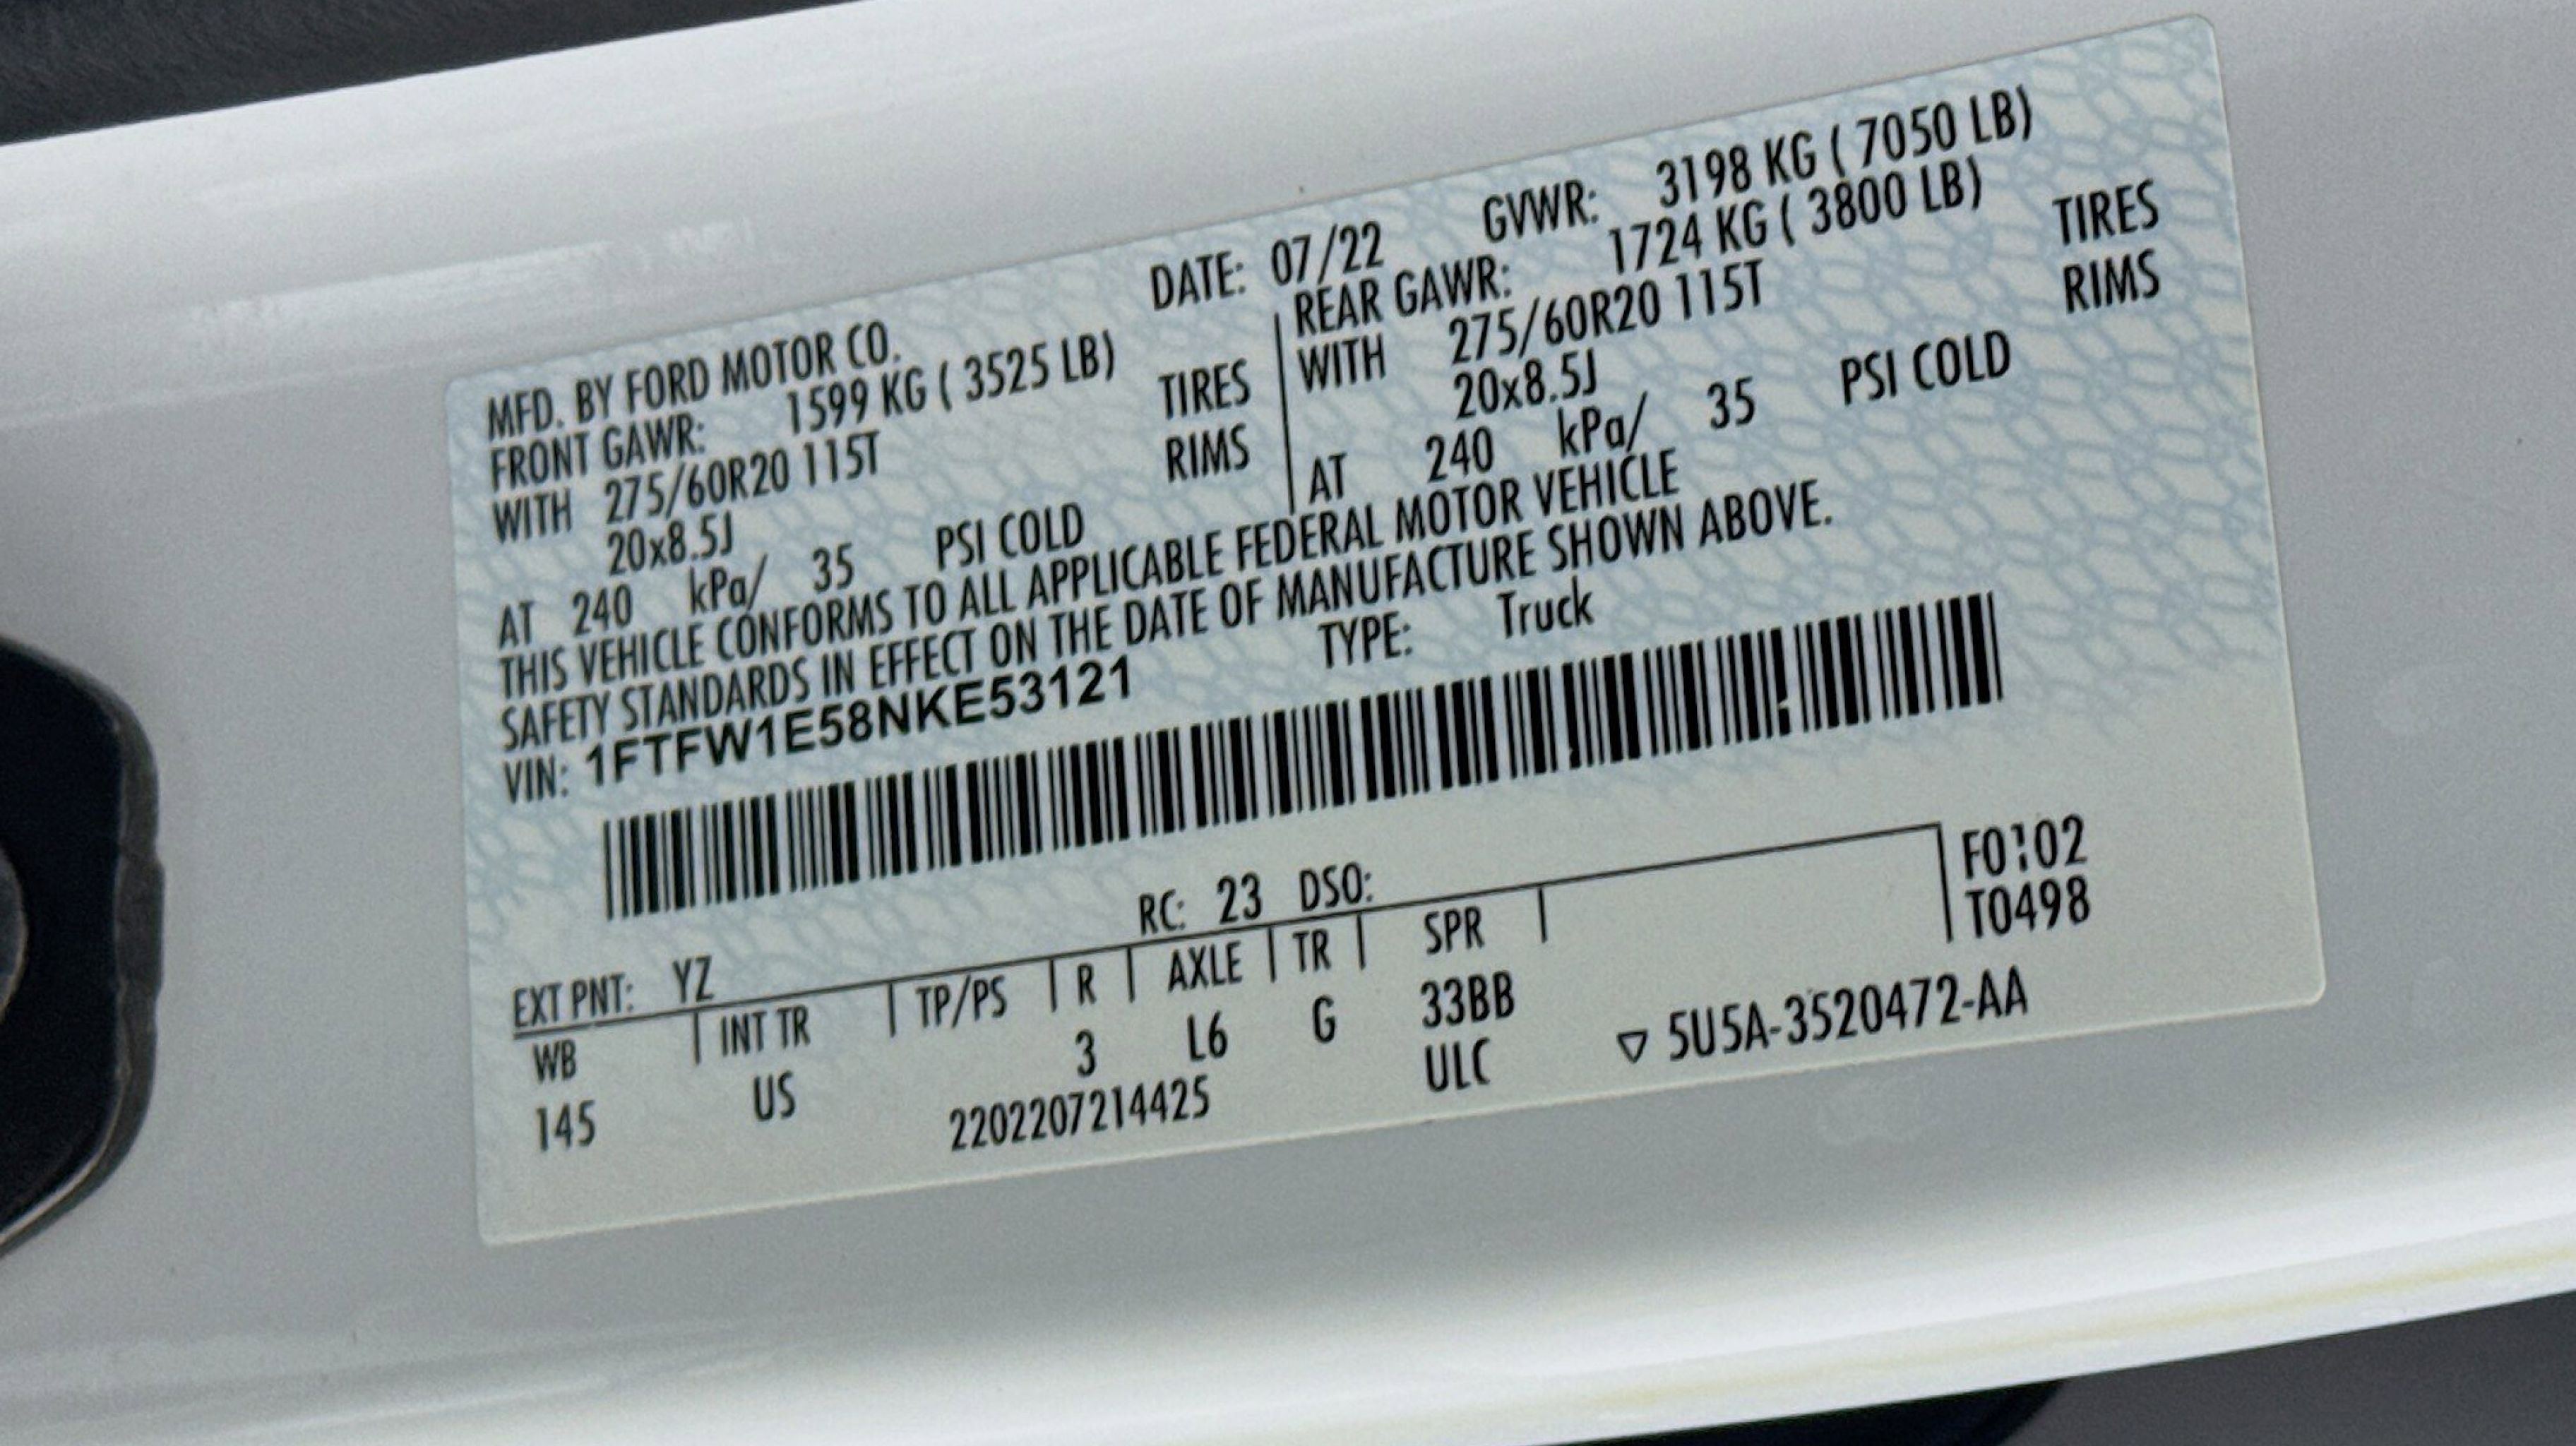 MFD. BY FORD MOTOR CO. DATE: 07/22 GVWR: 3198 KG ( 7050 LB)
FRONT GAWR: 1599 KG ( 3525 LB) REAR GAWR: 1724 KG ( 3800 LB)
WITH 275/60R20 115T TIRES WITH 275/60R20 115T TIRES
20x8.5J RIMS 20x8.5J RIMS
AT 240 kPa/ 35 PSI COLD AT 240 kPa/ 35 PSI COLD
THIS VEHICLE CONFORMS TO ALL APPLICABLE FEDERAL MOTOR VEHICLE
SAFETY STANDARDS IN EFFECT ON THE DATE OF MANUFACTURE SHOWN ABOVE.
VIN: 1FTFW1E58NKE53121 TYPE: Truck
EXT PNT: YZ RC: 23 DSO: F0102
WB INT TR TP/PS R AXLE TR SPR T0498
145 US 3 L6 G 33BB
2202207214425 ULC ▽ 5U5A-3520472-AA